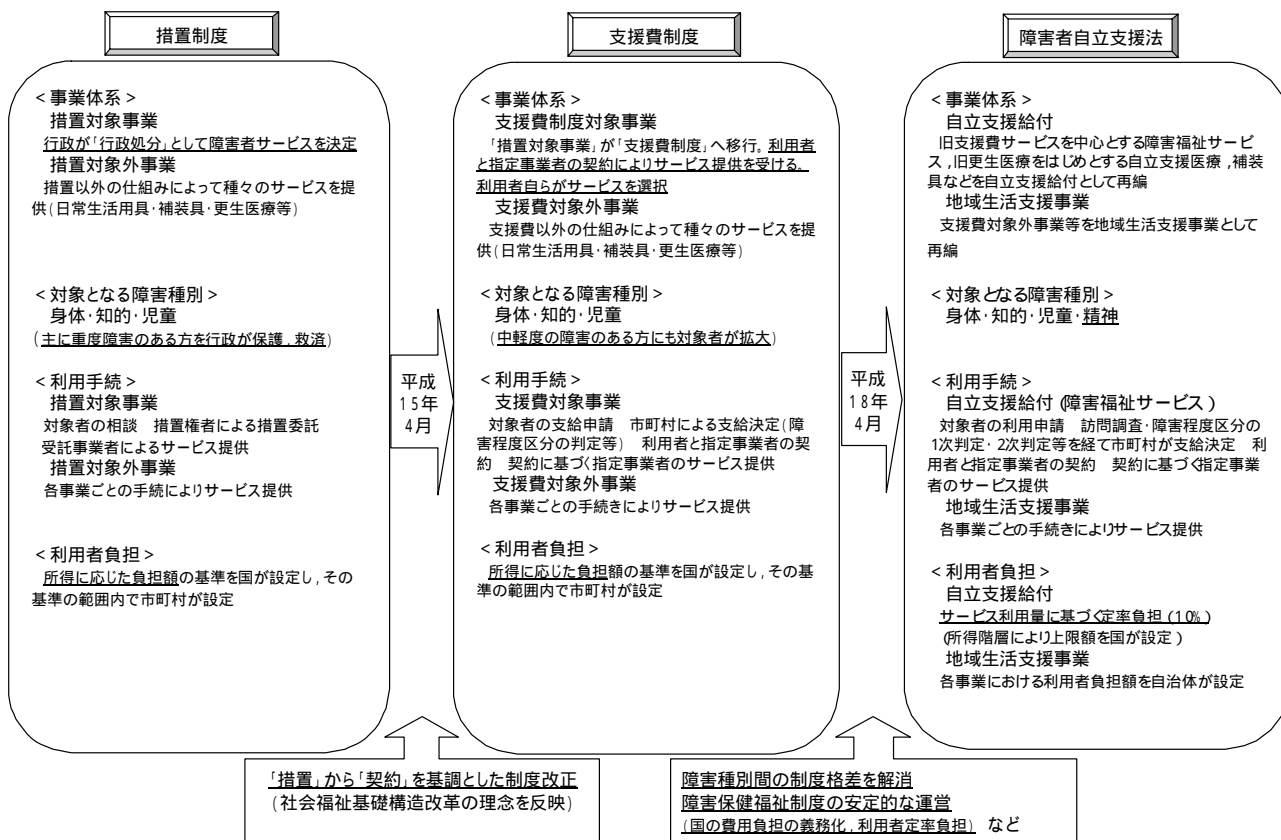 措置制度
<事業体系>
措置対象事業
行政が「行政処分」として障害者サービスを決定
措置対象外事業
措置以外の仕組みによって種々のサービスを提
供(日常生活用具・補装具・更生医療等)
<対象となる障害種別>
身体・知的・児童
(主に重度障害のある方を行政が保護,救済)
<利用手続>
措置対象事業
対象者の相談 措置権者による措置委託
受託事業者によるサービス提供
措置対象外事業
各事業ごとの手続によりサービス提供
<利用者負担>
所得に応じた負担額の基準を国が設定し,その
基準の範囲内で市町村が設定
平成
15年
4月
支援費制度
<事業体系>
支援費制度対象事業
「措置対象事業」が「支援費制度」へ移行。利用者
と指定事業者の契約によりサービス提供を受ける。
利用者自らがサービスを選択
支援費対象外事業
支援費以外の仕組みによって種々のサービスを提
供(日常生活用具・補装具・更生医療等)
<対象となる障害種別>
身体・知的・児童
(中軽度の障害のある方にも対象者が拡大)
<利用手続>
支援費対象事業
対象者の支給申請 市町村による支給決定(障
害程度区分の判定等) 利用者と指定事業者の契
約 契約に基づく指定事業者のサービス提供
支援費対象外事業
各事業ごとの手続きによりサービス提供
<利用者負担>
所得に応じた負担額の基準を国が設定し,その基
準の範囲内で市町村が設定
平成
18年
4月
障害者自立支援法
<事業体系>
自立支援給付
旧支援費サービスを中心とする障害福祉サービ
ス,旧更生医療をはじめとする自立支援医療,補装
具などを自立支援給付として再編
地域生活支援事業
支援費対象外事業等を地域生活支援事業として
再編
<対象となる障害種別>
身体・知的・児童・精神
<利用手続>
自立支援給付(障害福祉サービス)
対象者の利用申請 訪問調査・障害程度区分の
1次判定・2次判定等を経て市町村が支給決定 利
用者と指定事業者の契約 契約に基づく指定事業
者のサービス提供
地域生活支援事業
各事業ごとの手続きによりサービス提供
<利用者負担>
自立支援給付
サービス利用量に基づく定率負担(10%)
(所得階層により上限額を国が設定)
地域生活支援事業
各事業における利用者負担額を自治体が設定
「措置」から「契約」を基調とした制度改正
(社会福祉基礎構造改革の理念を反映)
障害種別間の制度格差を解消
障害保健福祉制度の安定的な運営
(国の費用負担の義務化,利用者定率負担) など